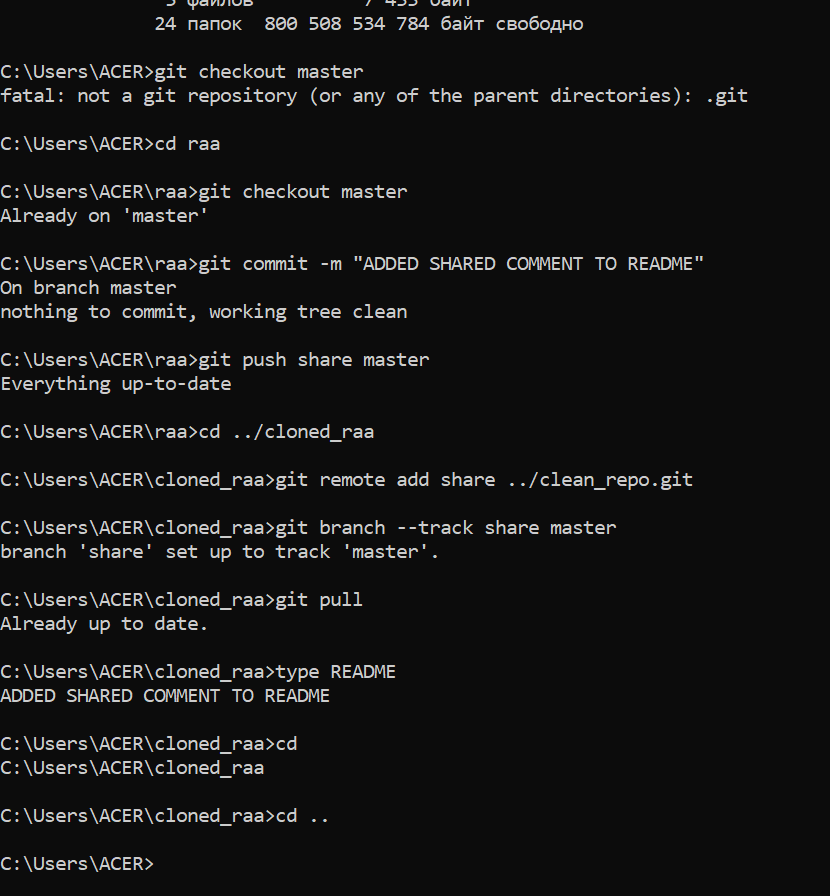 5 файлов 7 455 байт
24 папок  800 508 534 784 байт свободно
C:\Users\ACER>git checkout master
fatal: not a git repository (or any of the parent directories): .git
C:\Users\ACER>cd raa
C:\Users\ACER\raa>git checkout master
Already on 'master'
C:\Users\ACER\raa>git commit -m "ADDED SHARED COMMENT TO README"
On branch master
nothing to commit, working tree clean
C:\Users\ACER\raa>git push share master
Everything up-to-date
C:\Users\ACER\raa>cd ../cloned_raa
C:\Users\ACER\cloned_raa>git remote add share ../clean_repo.git
C:\Users\ACER\cloned_raa>git branch --track share master
branch 'share' set up to track 'master'.
C:\Users\ACER\cloned_raa>git pull
Already up to date.
C:\Users\ACER\cloned_raa>type README
ADDED SHARED COMMENT TO README
C:\Users\ACER\cloned_raa>cd
C:\Users\ACER\cloned_raa
C:\Users\ACER\cloned_raa>cd ..
C:\Users\ACER>